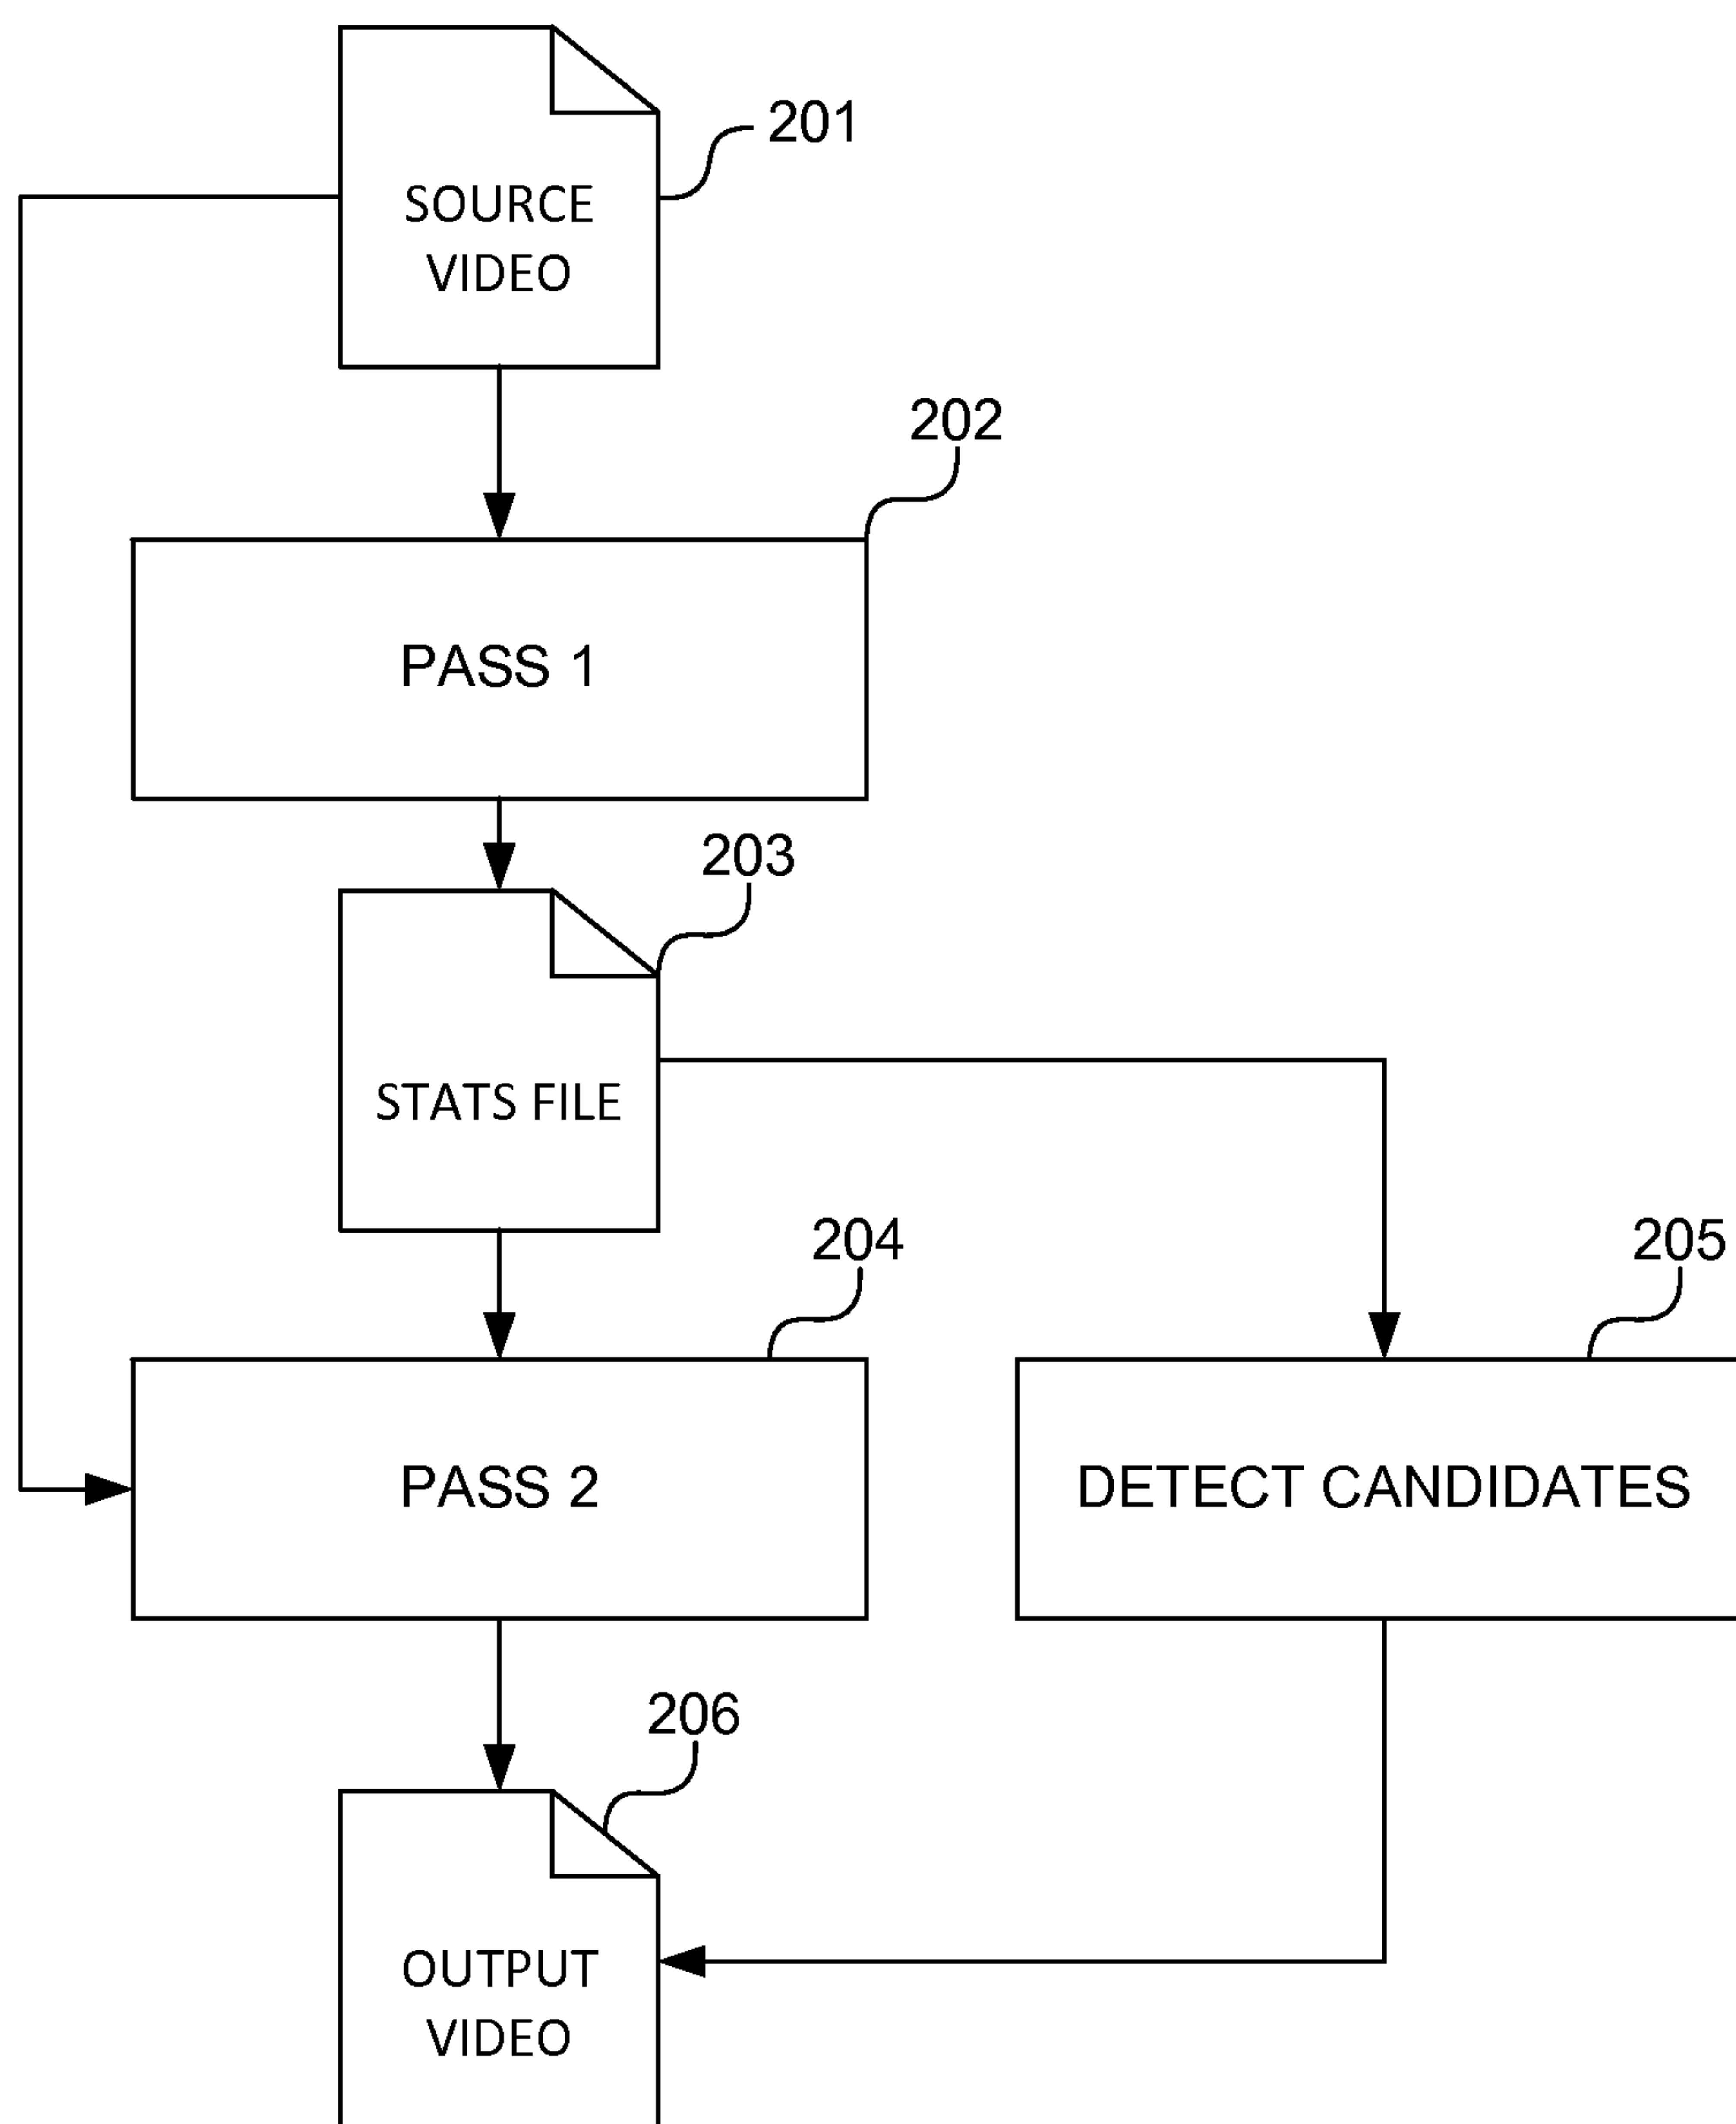 201
SOURCE
VIDEO
202
PASS 1
203
STATS FILE
204
205
PASS 2
DETECT CANDIDATES
206
OUTPUT
VIDEO